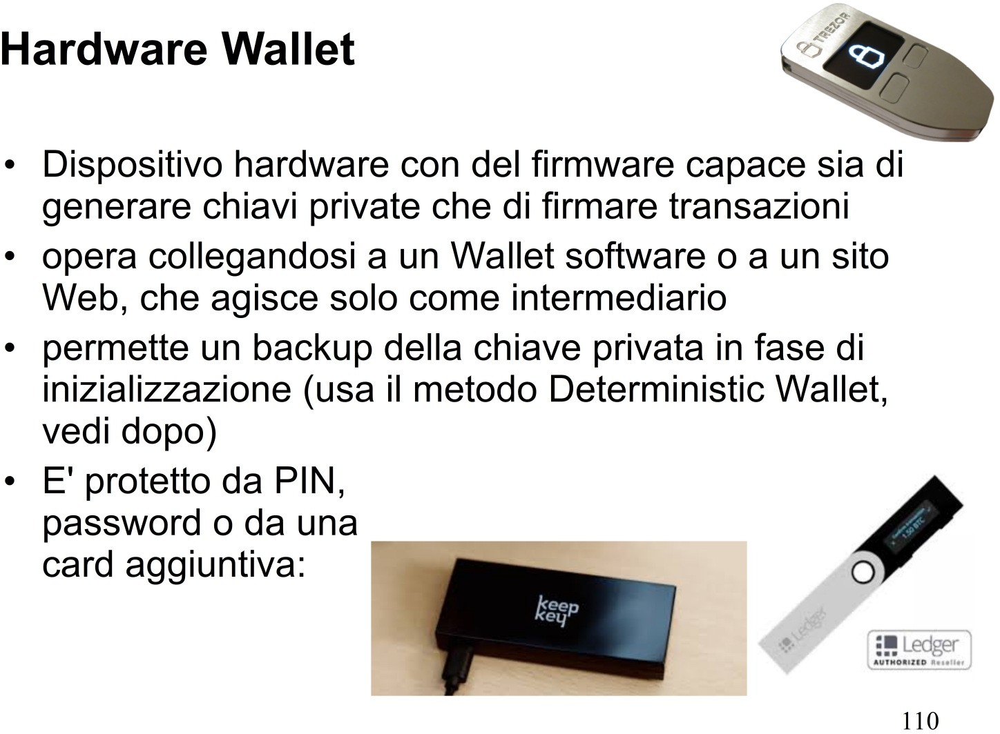 Hardware Wallet
TREZOR
• Dispositivo hardware con del firmware capace sia di
generare chiavi private che di firmare transazioni
• opera collegandosi a un Wallet software o a un sito
Web, che agisce solo come intermediario
• permette un backup della chiave privata in fase di
inizializzazione (usa il metodo Deterministic Wallet,
vedi dopo)
• E' protetto da PIN,
password o da una
card aggiuntiva:
keep
key
Confirm transaction
1.50 BTC
Ledger
Ledger
AUTHORIZED Reseller
110